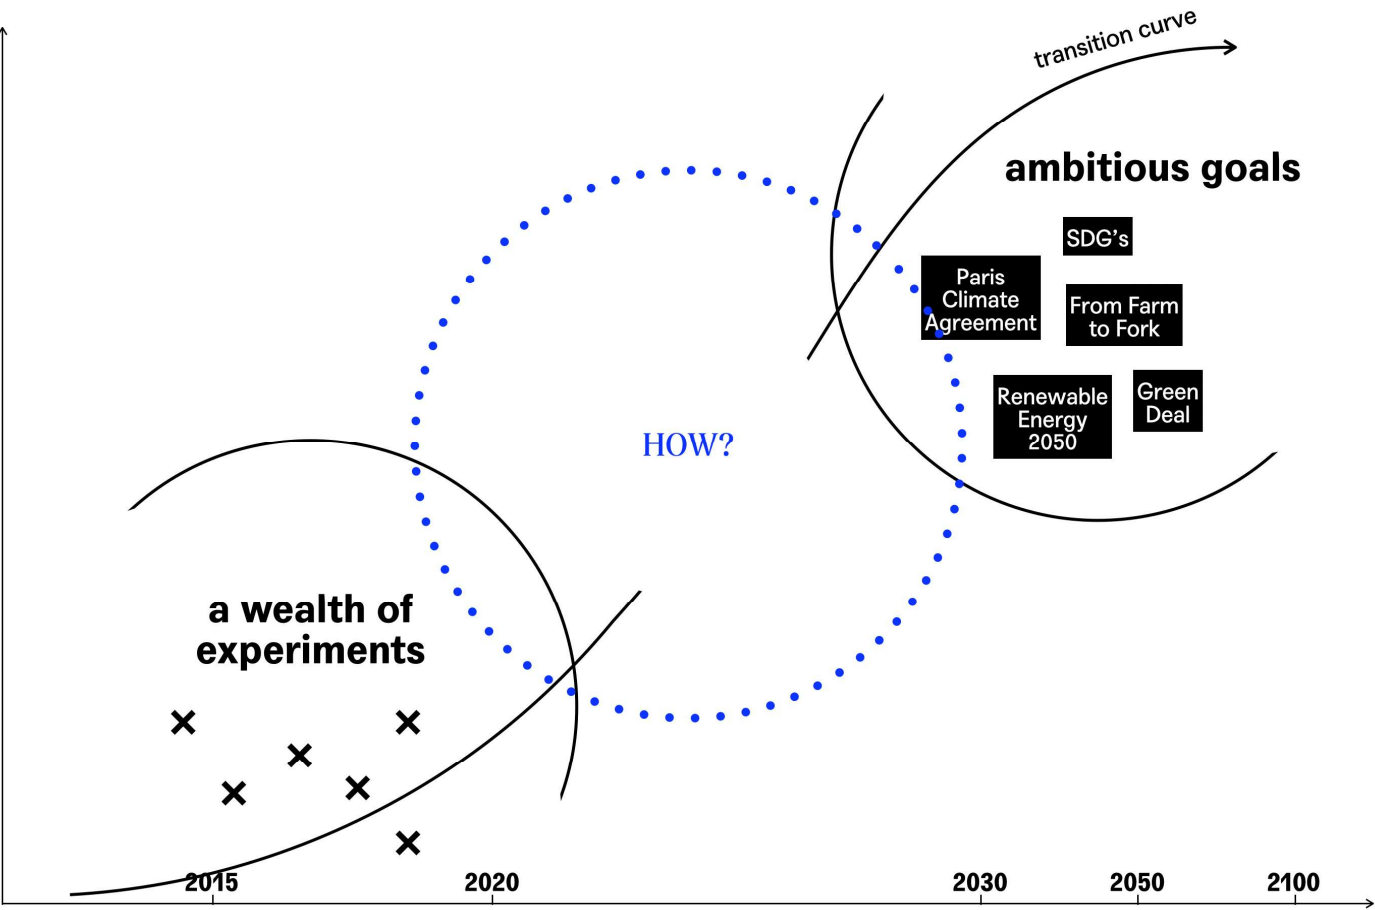 transition curve
ambitious goals
SDG's
Paris
Climate
Agreement
From Farm
to Fork
Renewable
Energy
2050
Green
Deal
HOW?
a wealth of
experiments
2015
2020
2030
2050
2100